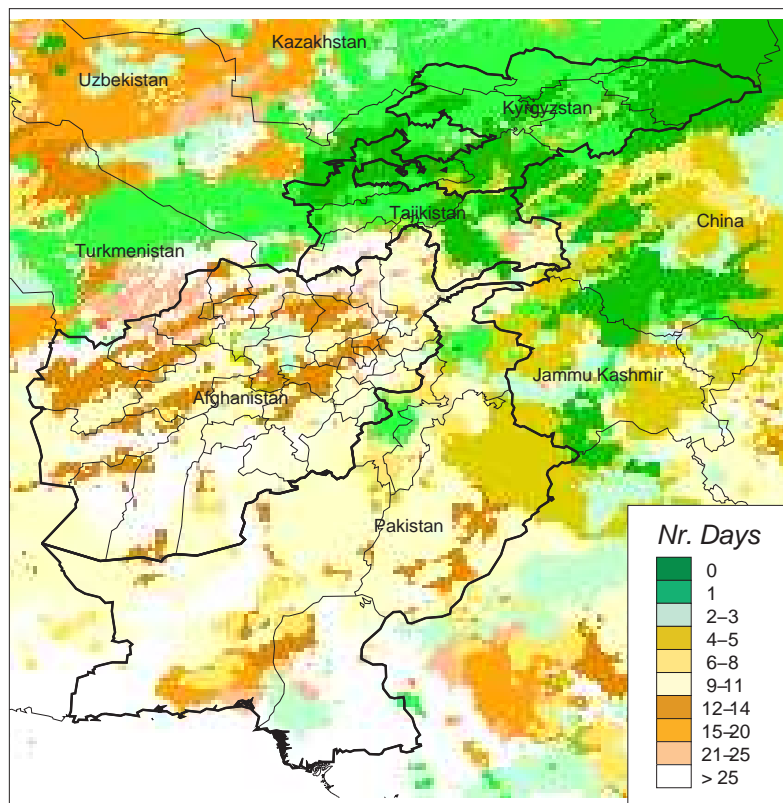 Kazakhstan
Uzbekistan
Kyrgyzstan
Tajikistan
China
Turkmenistan
Jammu Kashmir
Afghanistan
Pakistan
Nr. Days
0
1
2–3
4–5
6–8
9–11
12–14
15–20
21–25
> 25